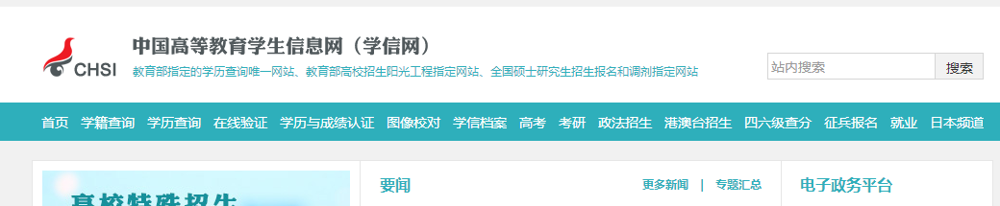 中国高等教育学生信息网（学信网）
CHSI
教育部指定的学历查询唯一网站、教育部高校招生阳光工程指定网站、全国硕士研究生招生报名和调剂指定网站
站内搜索 搜索
首页 学籍查询 学历查询 在线验证 学历与成绩认证 图像校对 学信档案 高考 考研 政法招生 港澳台招生 四六级查分 征兵报名 就业 日本频道
高校特殊招生
要闻 更多新闻 | 专题汇总 电子政务平台